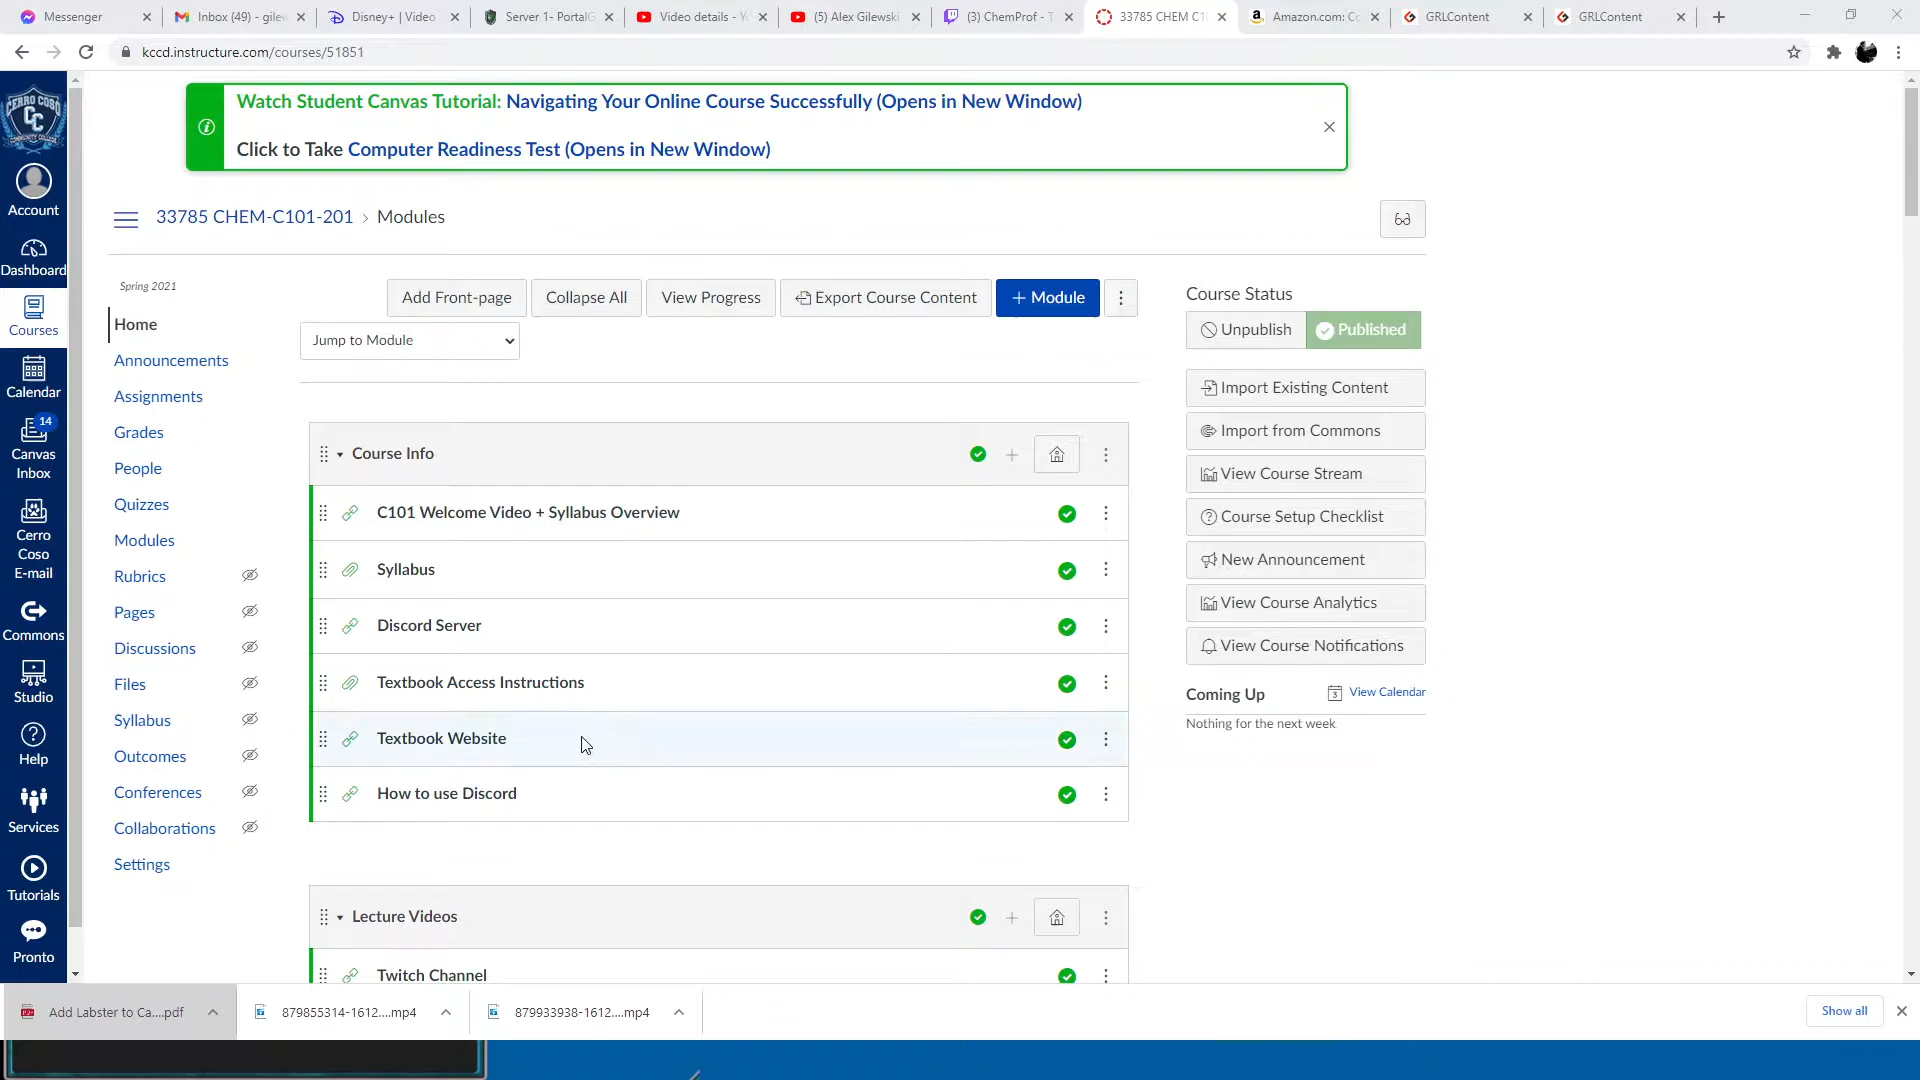 Messenger
Inbox (49) - gilew
Disney+ | Video
Server 1- PortalG
Video details - Yo
(5) Alex Gilewski
(3) ChemProf - T
33785 CHEM C1
Amazon.com: Co
GRLContent
GRLContent
kccd.instructure.com/courses/51851
Watch Student Canvas Tutorial: Navigating Your Online Course Successfully (Opens in New Window)
Click to Take Computer Readiness Test (Opens in New Window)
CERRO COSO
CC
COMMUNITY COLLEGE
Account
Dashboard
Courses
Calendar
14
Canvas
Inbox
Cerro
Coso
E-mail
Commons
Studio
Help
Services
Tutorials
Pronto
33785 CHEM-C101-201 › Modules
Spring 2021
Home
Announcements
Assignments
Grades
People
Quizzes
Modules
Rubrics
Pages
Discussions
Files
Syllabus
Outcomes
Conferences
Collaborations
Settings
Add Front-page
Collapse All
View Progress
Export Course Content
+ Module
Jump to Module
Course Info
C101 Welcome Video + Syllabus Overview
Syllabus
Discord Server
Textbook Access Instructions
Textbook Website
How to use Discord
Lecture Videos
Twitch Channel
Course Status
Unpublish
Published
Import Existing Content
Import from Commons
View Course Stream
Course Setup Checklist
New Announcement
View Course Analytics
View Course Notifications
Coming Up
3
View Calendar
Nothing for the next week
Add Labster to Ca....pdf
879855314-1612....mp4
879933938-1612....mp4
Show all